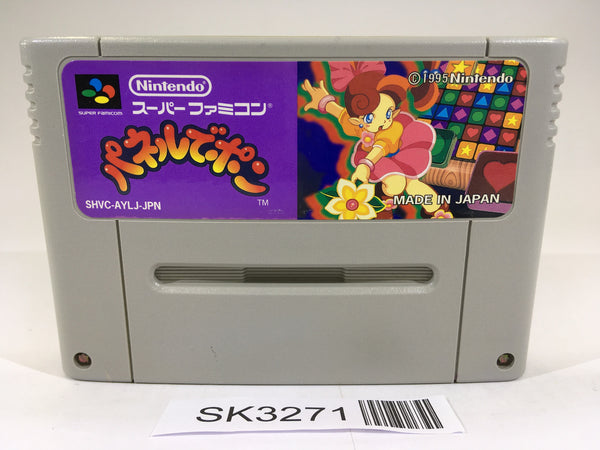 SUPER FAMICOM
Nintendo
スーパーファミコン®
パネルでポン
SHVC-AYLJ-JPN
TM
© 1995 Nintendo
MADE IN JAPAN
SK3271